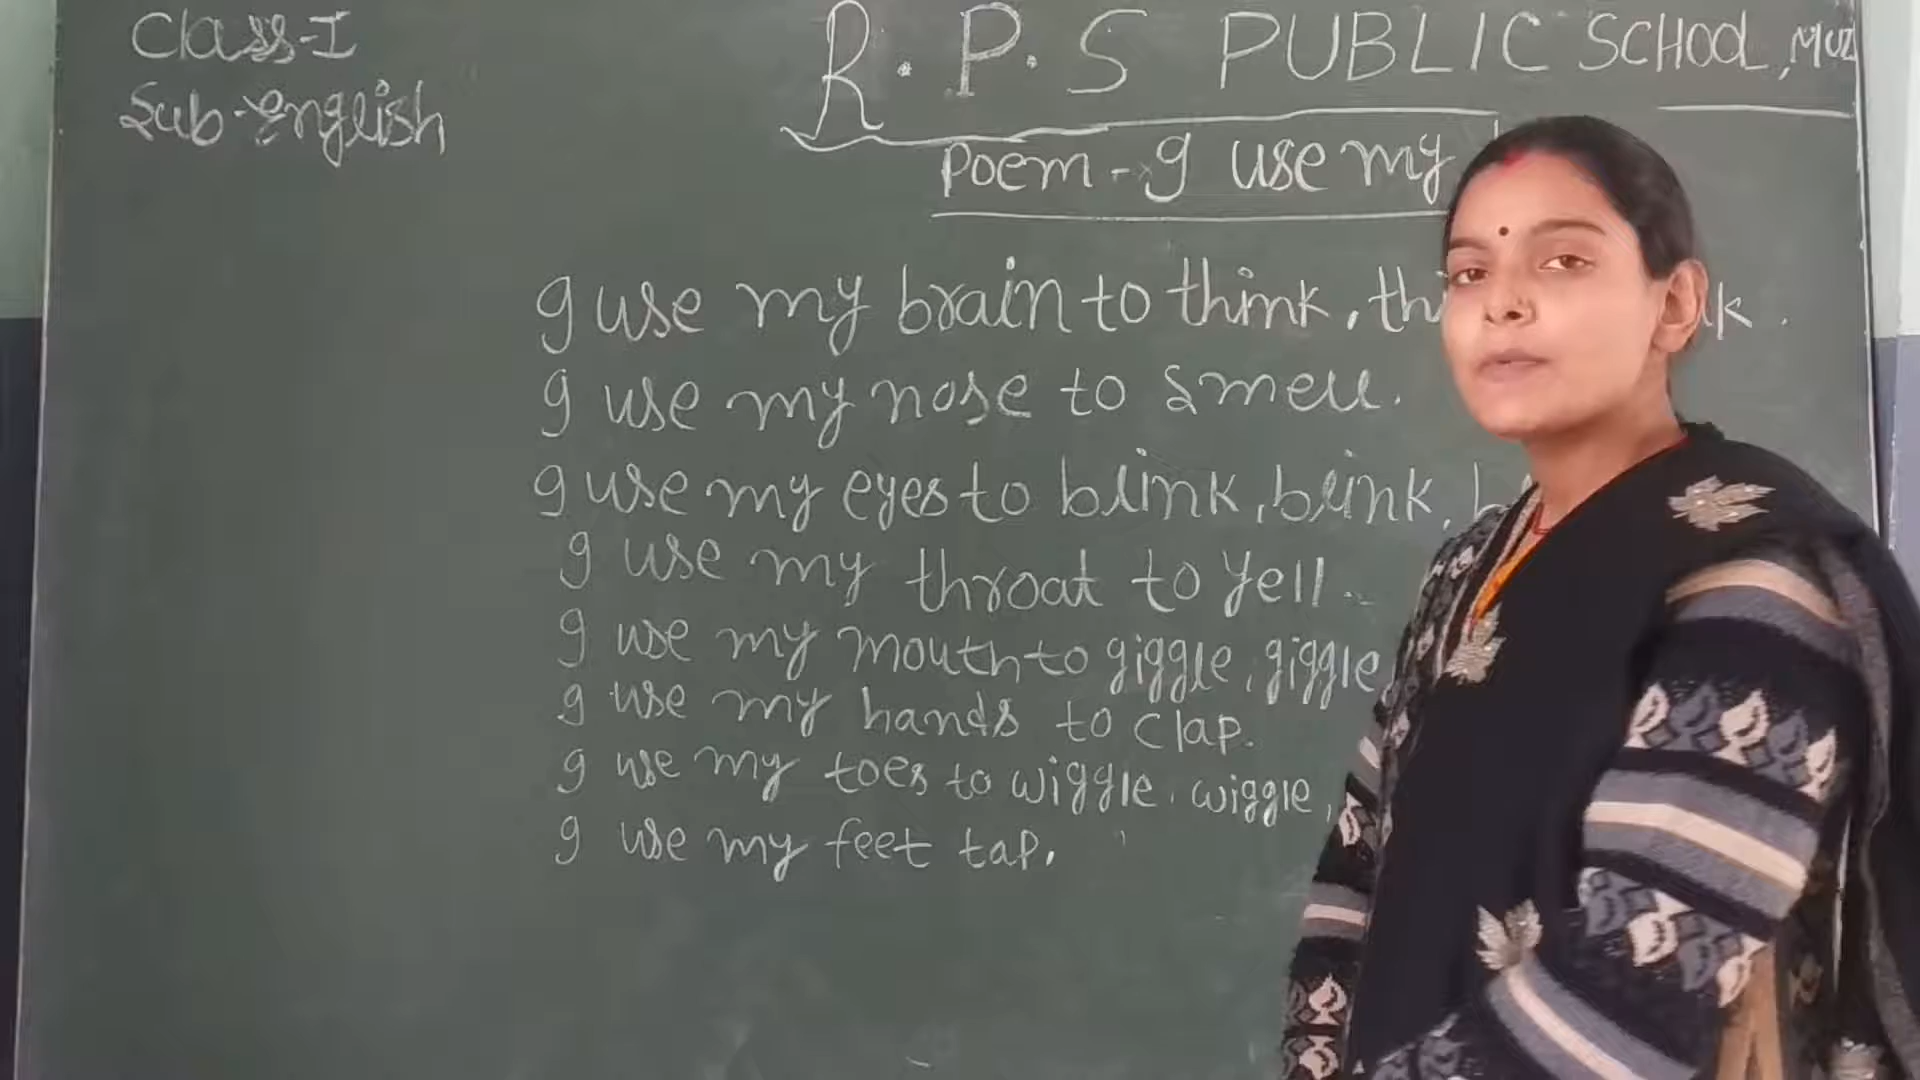 Class-I
Sub-English
R.P.S PUBLIC SCHOOL, Muz
Poem - I use my
I use my brain to think, th k.
I use my nose to smell.
I use my eyes to blink, blink, b
I use my throat to yell.
I use my mouth to giggle, giggle,
I use my hands to clap.
I use my toes to wiggle, wiggle,
I use my feet tap.